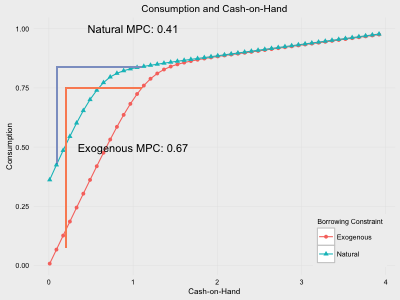 Consumption and Cash-on-Hand
Natural MPC: 0.41
Exogenous MPC: 0.67
Consumption
1.00
0.75
0.50
0.25
0.00
0
1
2
3
4
Cash-on-Hand
Borrowing Constraint
Exogenous
Natural